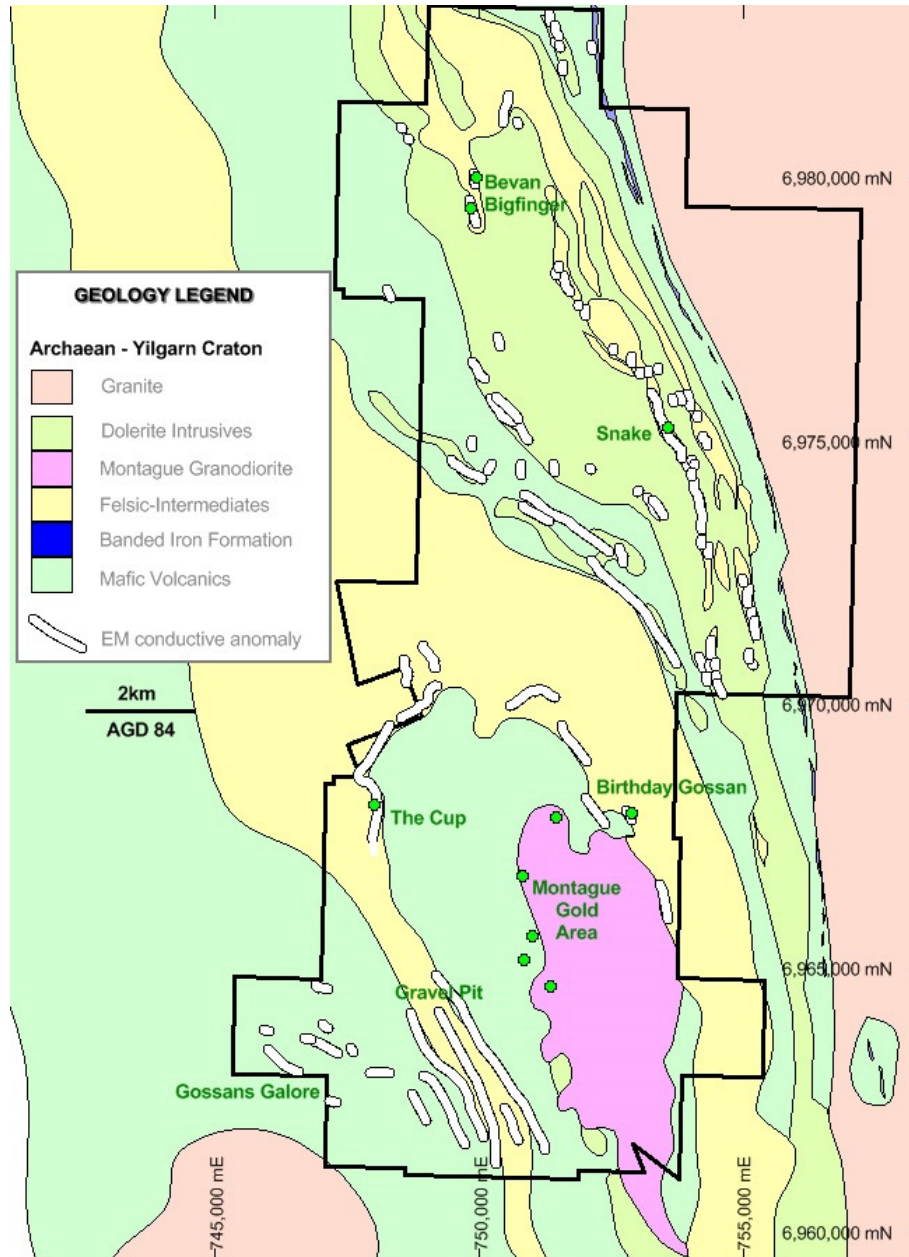 Bevan
Bigfinger
6,980,000 mN
GEOLOGY LEGEND
Archaean - Yilgarn Craton
Granite
Dolerite Intrusives
Montague Granodiorite
Felsic-Intermediates
Banded Iron Formation
Mafic Volcanics
EM conductive anomaly
Snake
6,975,000 mN
2km
AGD 84
6,970,000 mN
The Cup
Birthday Gossan
Montague
Gold
Area
6,965,000 mN
Gravel Pit
Gossans Galore
745,000 mE
750,000 mE
755,000 mE
6,960,000 mN